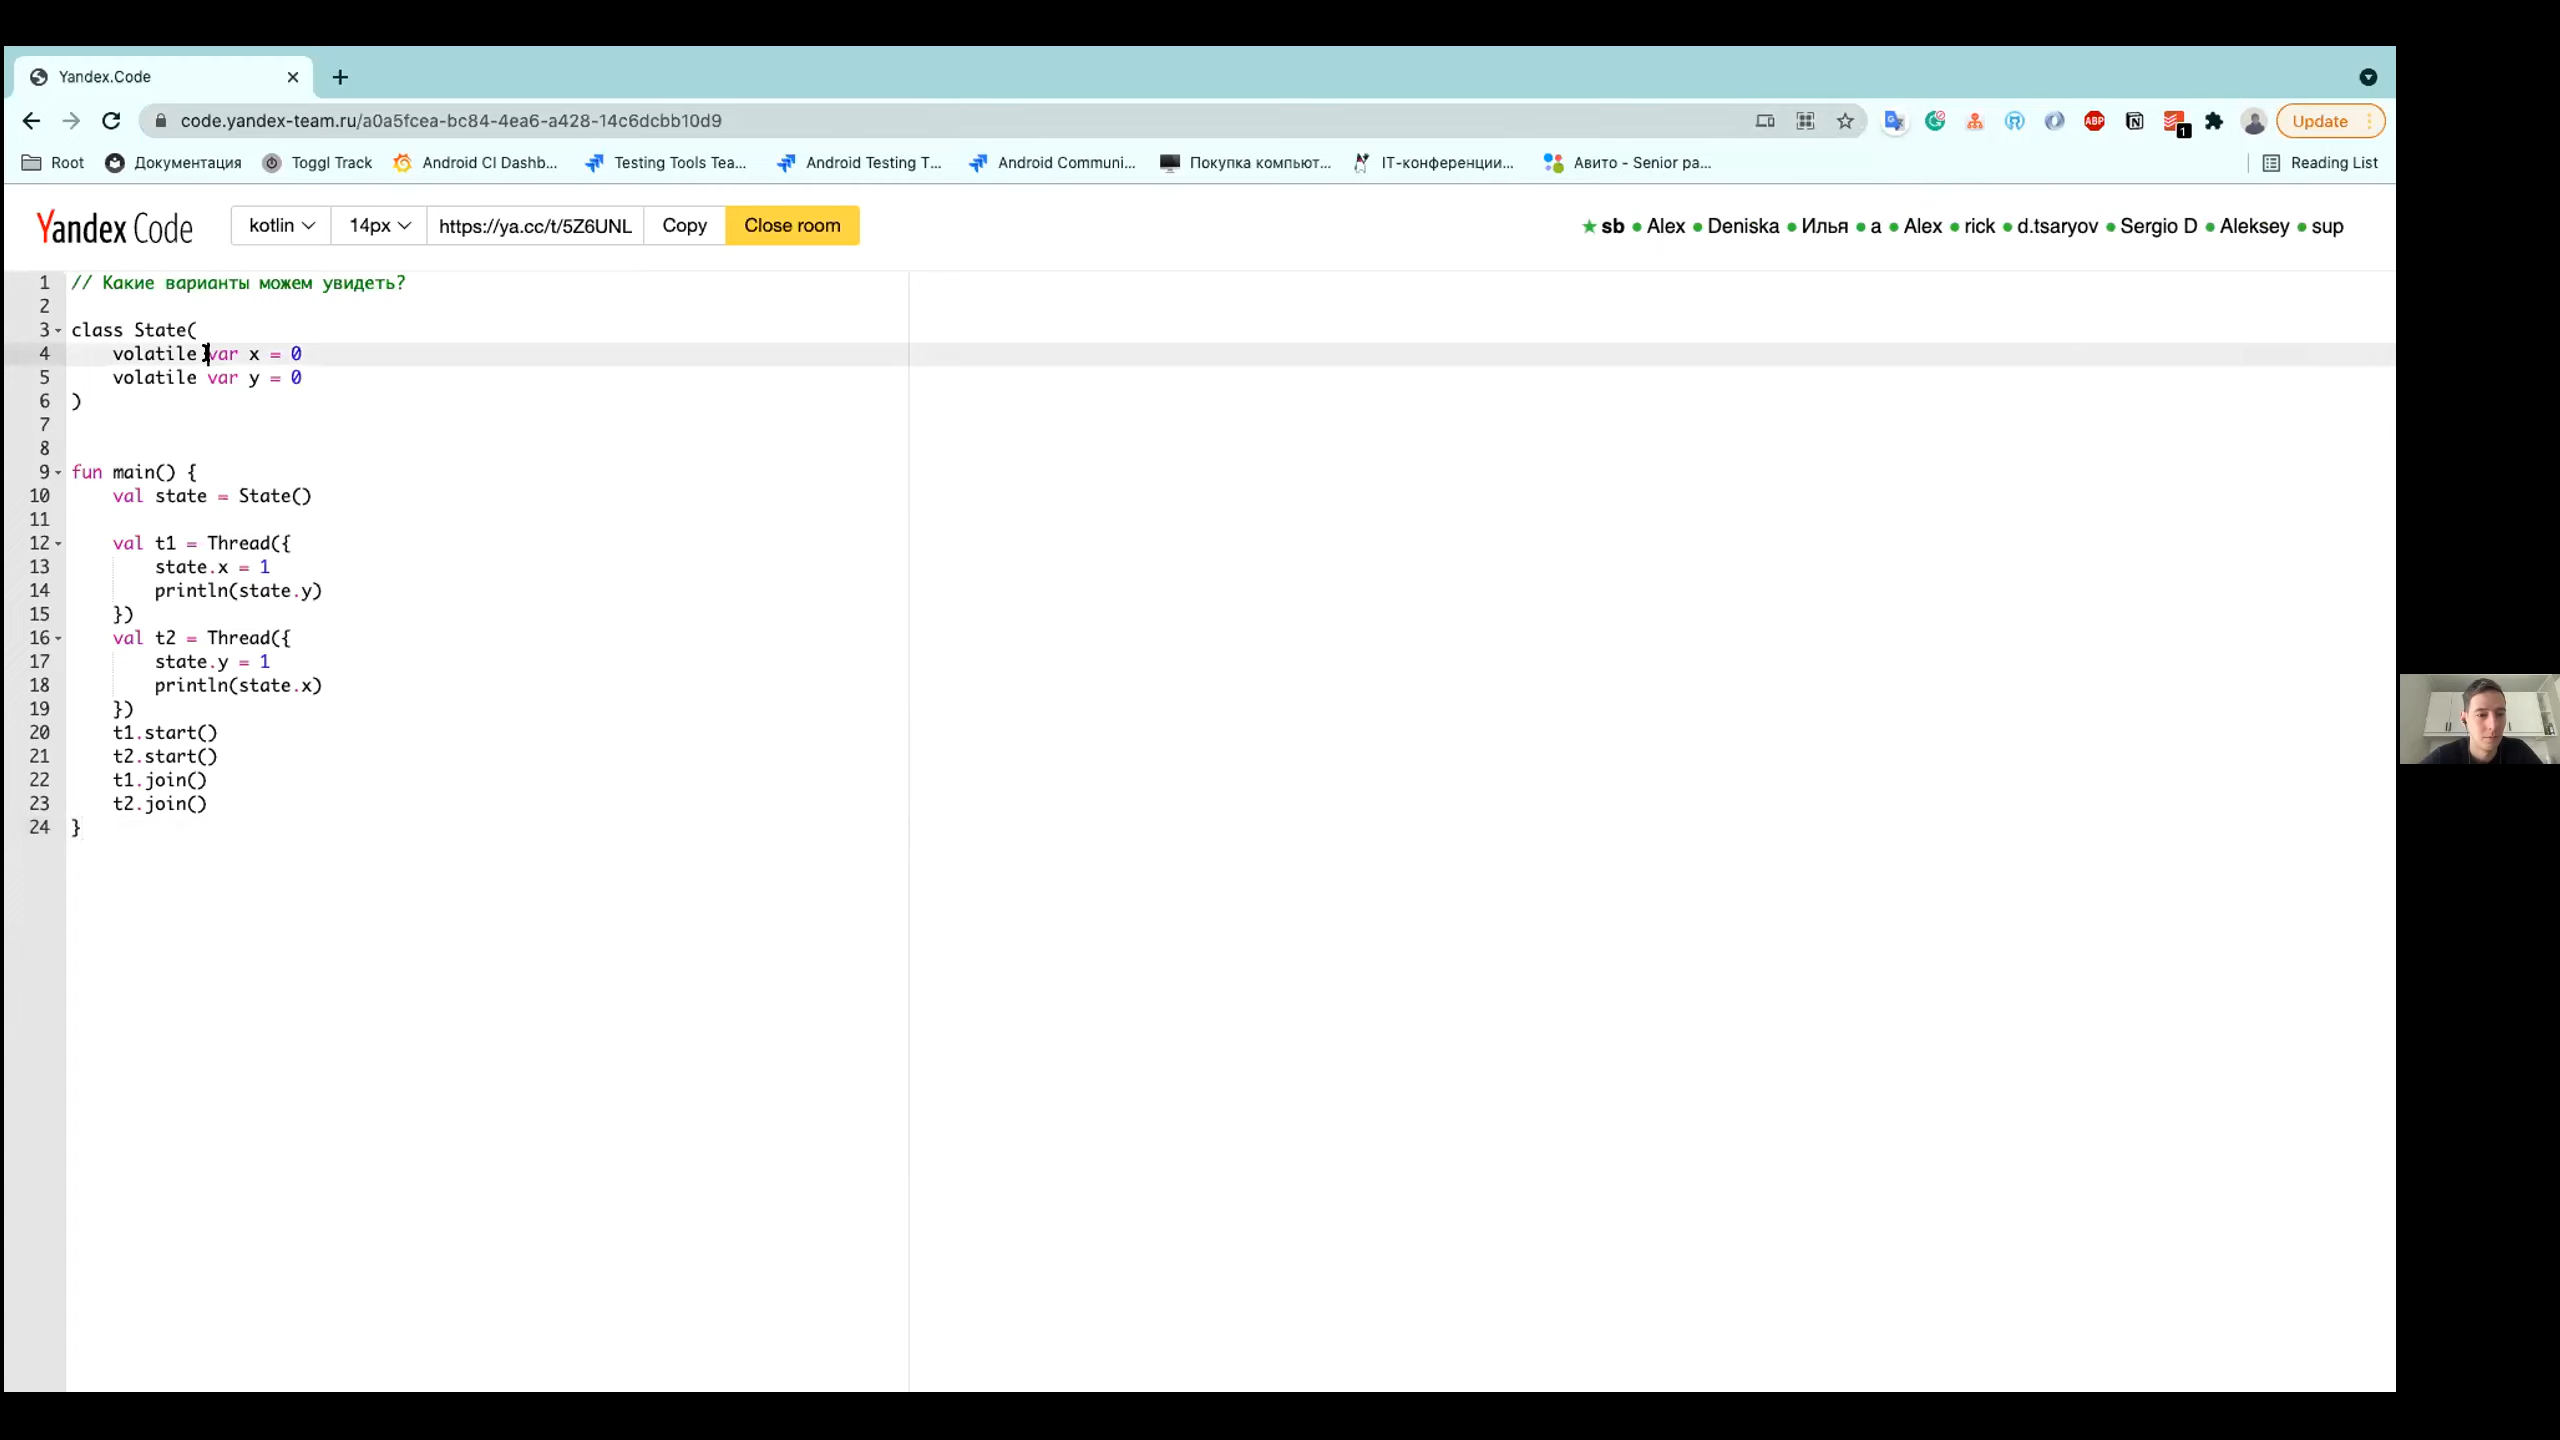 Yandex.Code
code.yandex-team.ru/a0a5fcea-bc84-4ea6-a428-14c6dcbb10d9
ABP
1
Update
Root Документация Toggl Track Android CI Dashb... Testing Tools Tea... Android Testing T... Android Communi... Покупка компьют... IT-конференции... Авито - Senior ра... Reading List
Yandex Code kotlin 14px https://ya.cc/t/5Z6UNL Copy Close room sb Alex Deniska Илья a Alex rick d.tsaryov Sergio D Aleksey sup
1 // Какие варианты можем увидеть?
2
3 class State(
4 volatile var x = 0
5 volatile var y = 0
6 )
7
8
9 fun main() {
10 val state = State()
11
12 val t1 = Thread({
13 state.x = 1
14 println(state.y)
15 })
16 val t2 = Thread({
17 state.y = 1
18 println(state.x)
19 })
20 t1.start()
21 t2.start()
22 t1.join()
23 t2.join()
24 }